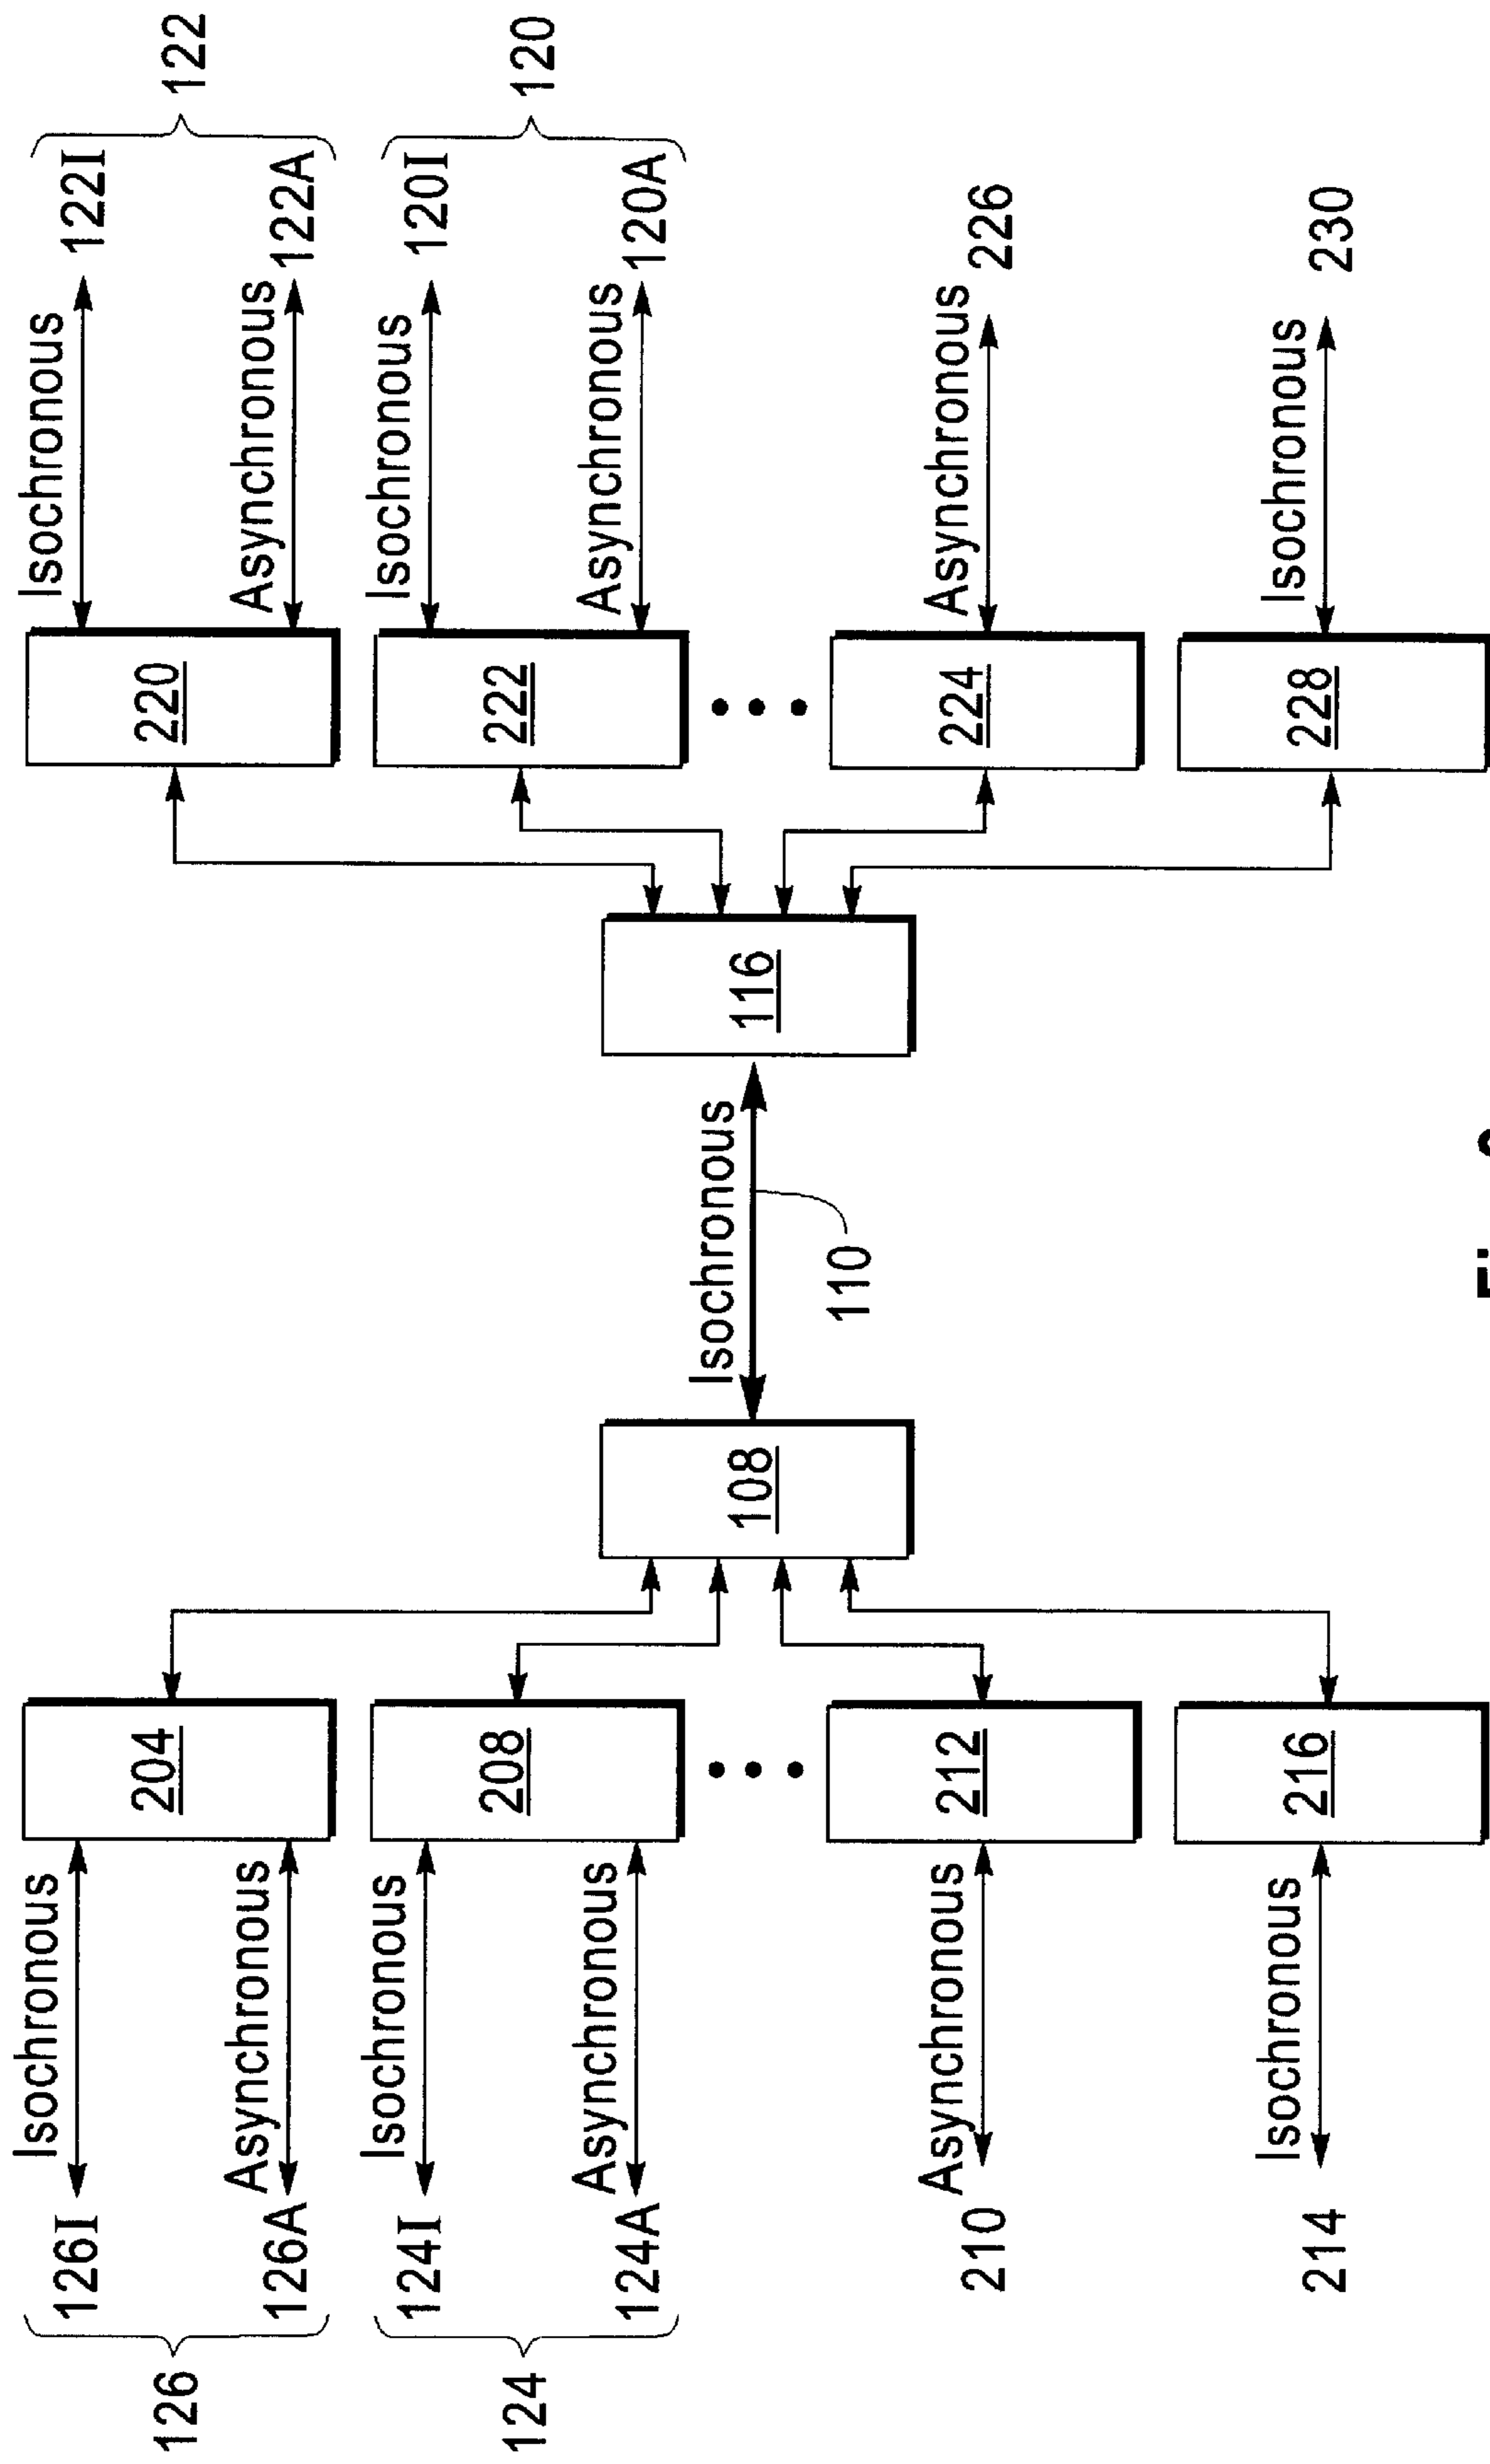 126
126I
Isochronous
126A
Asynchronous
204
124
124I
Isochronous
124A
Asynchronous
208
210
Asynchronous
212
214
Isochronous
216
108
Isochronous
110
116
220
Isochronous
122I
Asynchronous
122A
122
222
Isochronous
120I
Asynchronous
120A
120
224
Asynchronous
226
228
Isochronous
230